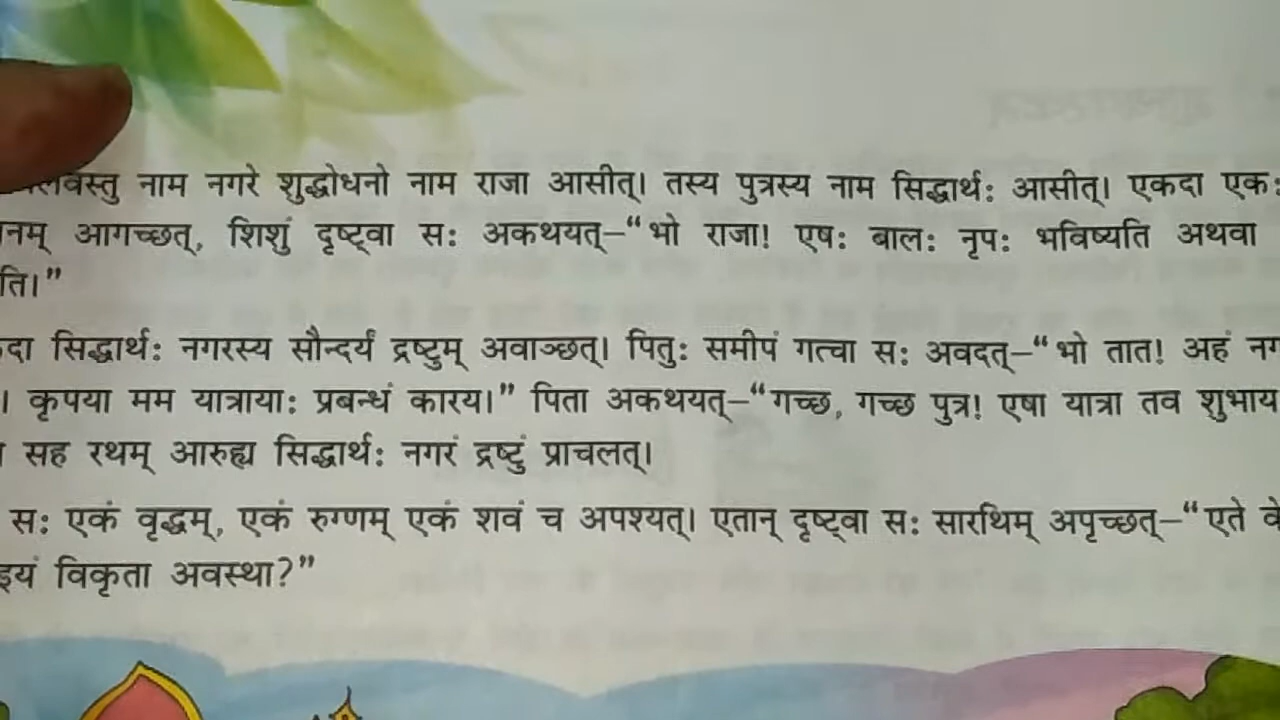 नाम नगरे शुद्धोधनो नाम राजा आसीत्। तस्य पुत्रस्य नाम सिद्धार्थः आसीत्। एकदा एकः
आगच्छत्, शिशुं दृष्ट्वा सः अकथयत्–“भो राजा! एषः बालः नृपः भविष्यति अथवा
ति।”
सिद्धार्थः नगरस्य सौन्दर्यं द्रष्टुम् अवाञ्छत्। पितुः समीपं गत्वा सः अवदत्–“भो तात! अहं नग
। कृपया मम यात्रायाः प्रबन्धं कारय।” पिता अकथयत्–“गच्छ, गच्छ पुत्र! एषा यात्रा तव शुभाय
सह रथम् आरुह्य सिद्धार्थः नगरं द्रष्टुं प्राचलत्।
सः एकं वृद्धम्, एकं रुग्णम् एकं शवं च अपश्यत्। एतान् दृष्ट्वा सः सारथिम् अपृच्छत्–“एते
इयं विकृता अवस्था?”